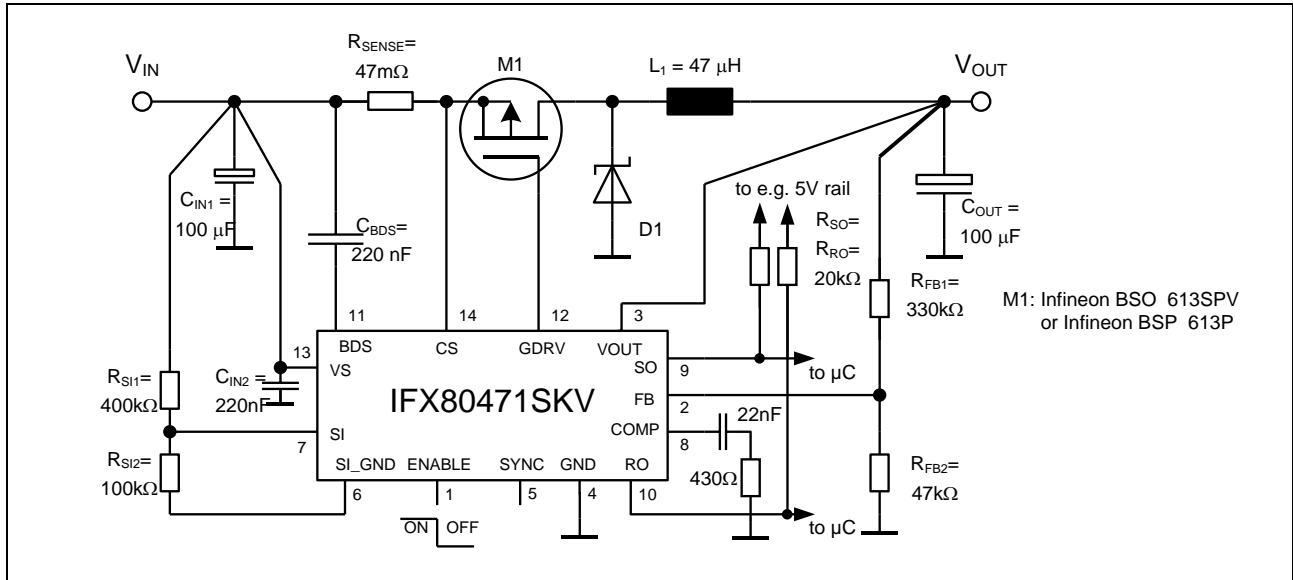 RSENSE=
47mΩ
M1
L1 = 47 µH
VIN
VOUT
CIN1 =
100 µF
CBDS=
220 nF
D1
to e.g. 5V rail
RSO=
RRO=
20kΩ
COUT =
100 µF
RFB1=
330kΩ
M1: Infineon BSO 613SPV
or Infineon BSP 613P
11
14
12
3
13
BDS
CS
GDRV
VOUT
VS
SO
9
to µC
RSI1=
400kΩ
CIN2 =
220nF
IFX80471SKV
FB
2
22nF
SI
7
COMP
8
RSI2=
100kΩ
SI_GND
ENABLE
SYNC
GND
RO
430Ω
RFB2=
47kΩ
6
1
5
4
10
ON
OFF
to µC